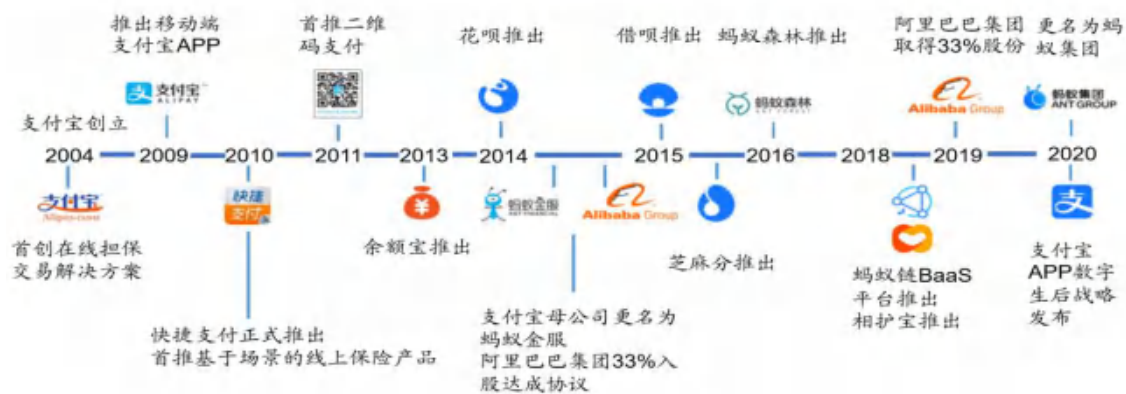 推出移动端
支付宝APP
首推二维
码支付
花呗推出
借呗推出
蚂蚁森林推出
阿里巴巴集团
取得33%股份
更名为蚂
蚁集团
支付宝
ALIPAY
蚂蚁森林
ANT FOREST
Alibaba Group
蚂蚁集团
ANT GROUP
支付宝创立
2004
2009
2010
2011
2013
2014
2015
2016
2018
2019
2020
支付宝
Alipay.com
快捷
支付
蚂蚁金服
ANT FINANCIAL
Alibaba Group
支
首创在线担保
交易解决方案
余额宝推出
芝麻分推出
蚂蚁链BaaS
平台推出
相护宝推出
支付宝
APP数字
生后战略
发布
快捷支付正式推出
首推基于场景的线上保险产品
支付宝母公司更名为
蚂蚁金服
阿里巴巴集团33%入
股达成协议